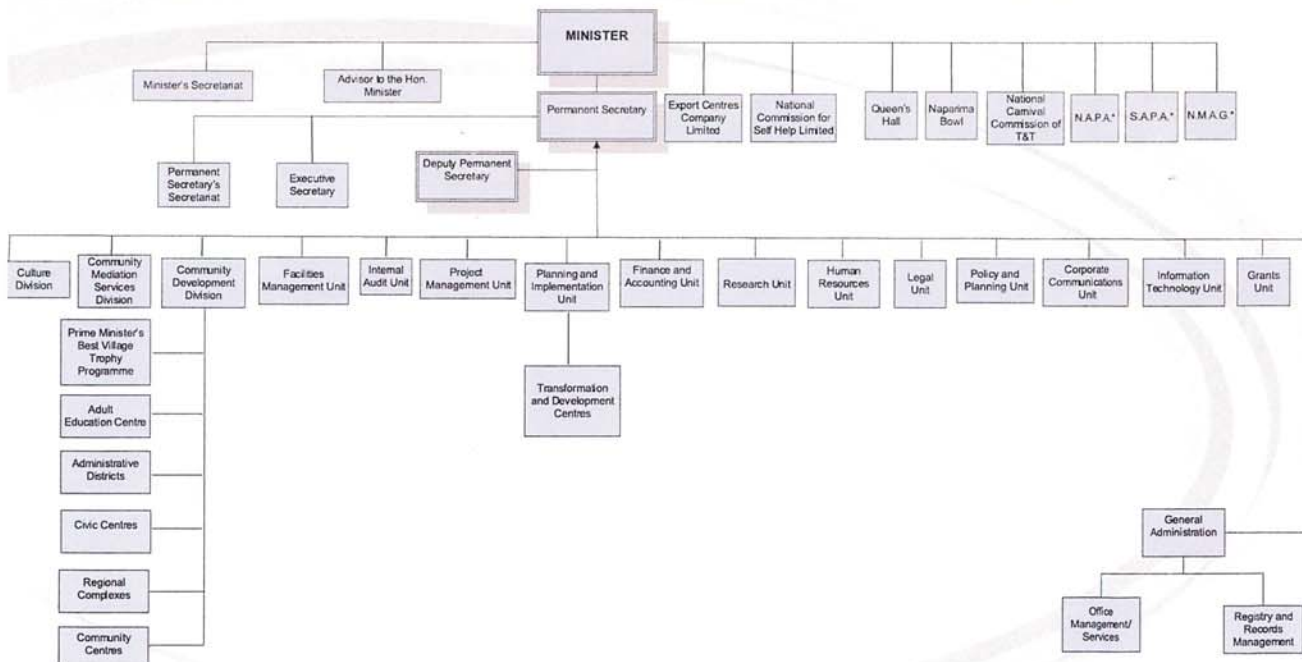 MINISTER
Minister's Secretariat
Advisor to the Hon.
Minister
Permanent Secretary
Export Centres
Company
Limited
National
Commission for
Self Help Limited
Queen's
Hall
Naparima
Bowl
National
Carnival
Commission of
T&T
N.A.P.A.*
S.A.P.A.*
N.M.A.G.*
Permanent
Secretary's
Secretariat
Executive
Secretary
Deputy Permanent
Secretary
Culture
Division
Community
Mediation
Services
Division
Community
Development
Division
Facilities
Management Unit
Internal
Audit Unit
Project
Management Unit
Planning and
Implementation
Unit
Finance and
Accounting Unit
Research Unit
Human
Resources
Unit
Legal
Unit
Policy and
Planning Unit
Corporate
Communications
Unit
Information
Technology Unit
Grants
Unit
Prime Minister's
Best Village
Trophy
Programme
Adult
Education Centre
Administrative
Districts
Civic Centres
Regional
Complexes
Community
Centres
Transformation
and Development
Centres
General
Administration
Office
Management/
Services
Registry and
Records
Management